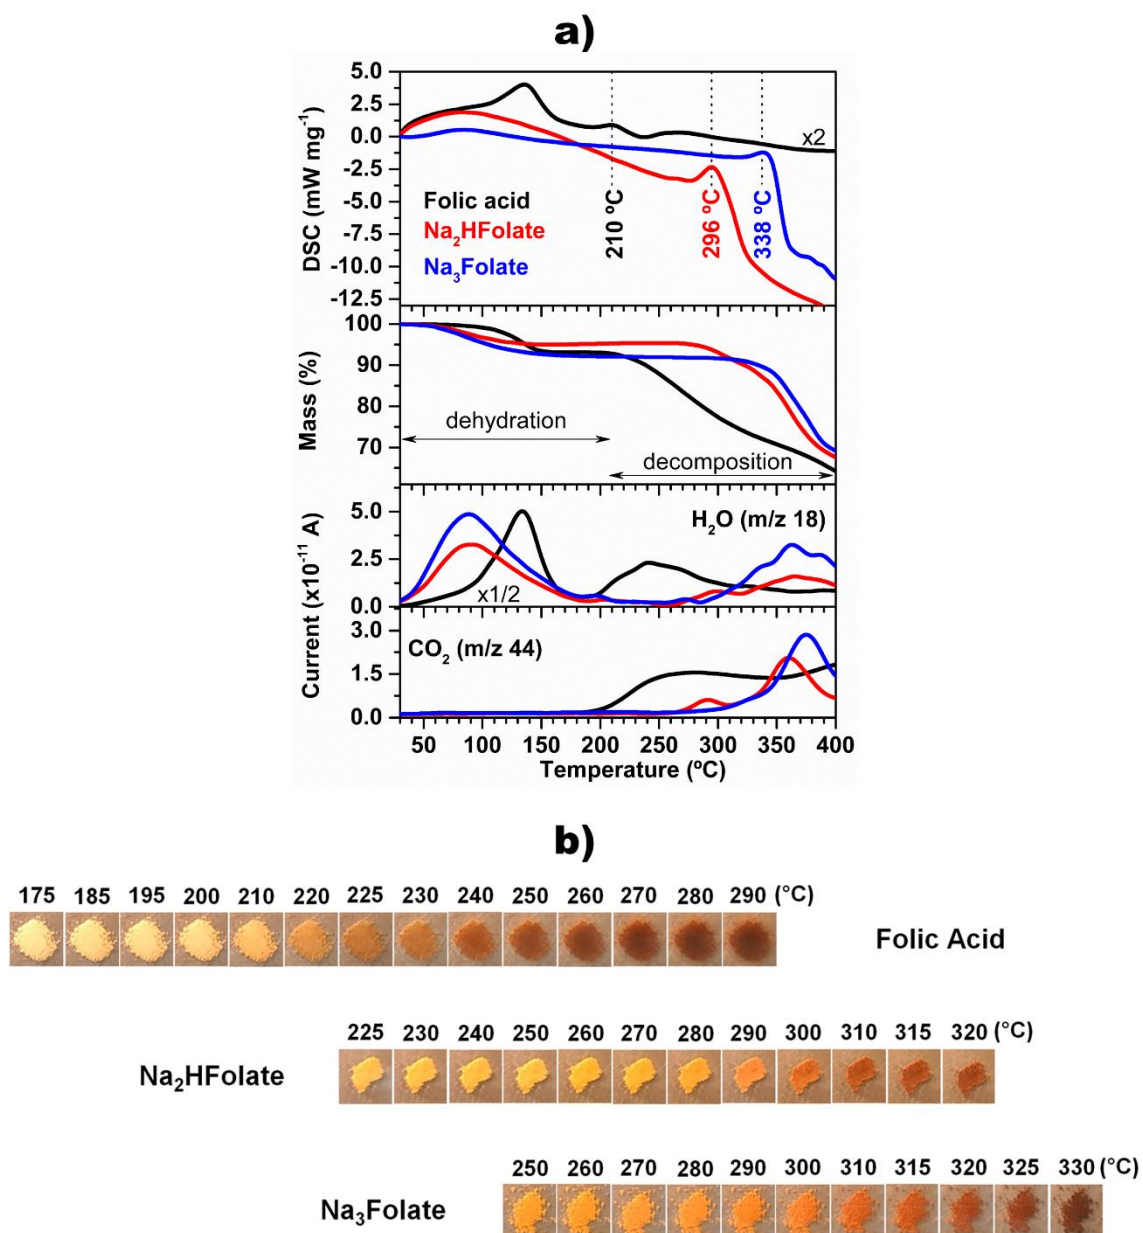 a)
5.0
2.5
0.0
-2.5
-5.0
-7.5
-10.0
-12.5
DSC (mW mg⁻¹)
x2
Folic acid
Na₂HFolate
Na₃Folate
210 ºC
296 ºC
338 ºC
100
90
80
70
Mass (%)
dehydration
decomposition
5.0
2.5
0.0
H₂O (m/z 18)
x1/2
Current (x10⁻¹¹ A)
3.0
1.5
0.0
CO₂ (m/z 44)
50 100 150 200 250 300 350 400
Temperature (ºC)
b)
175 185 195 200 210 220 225 230 240 250 260 270 280 290 (°C)
Folic Acid
225 230 240 250 260 270 280 290 300 310 315 320 (°C)
Na₂HFolate
250 260 270 280 290 300 310 315 320 325 330 (°C)
Na₃Folate